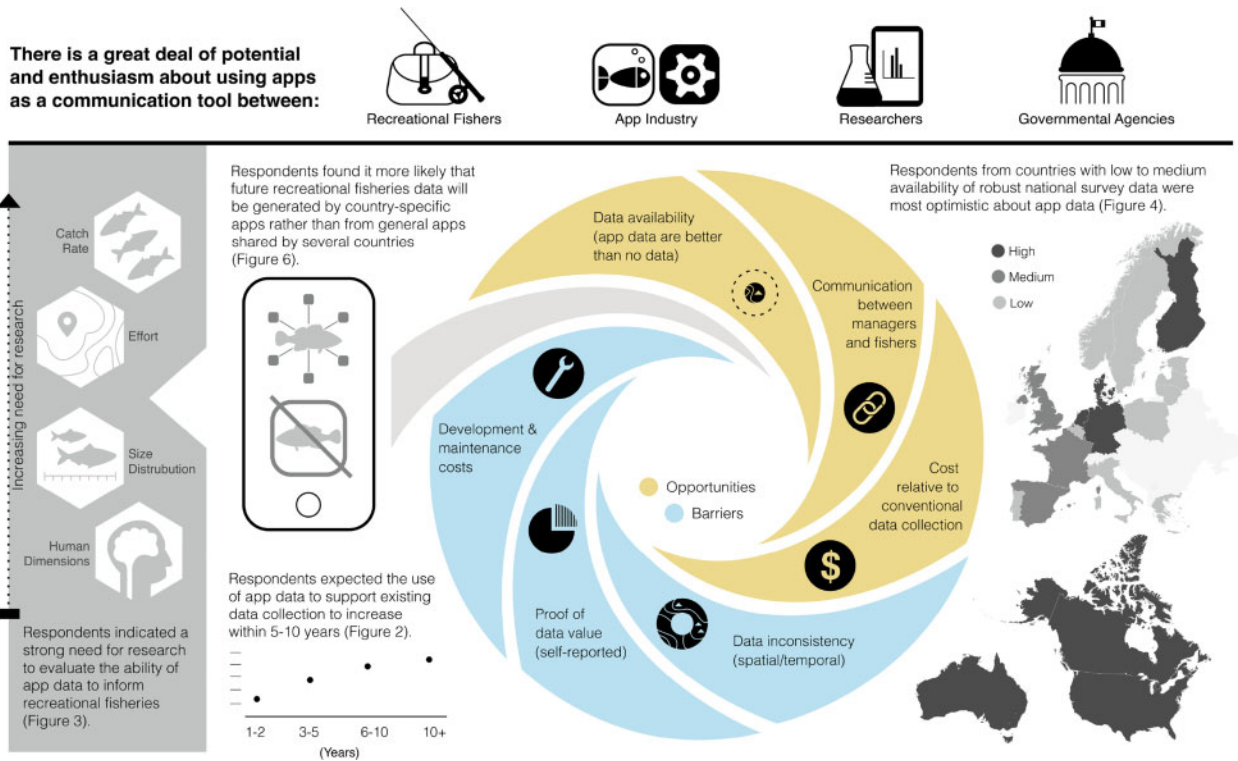 There is a great deal of potential
and enthusiasm about using apps
as a communication tool between:
Recreational Fishers
App Industry
Researchers
Governmental Agencies
Increasing need for research
Catch
Rate
Effort
Size
Distrubution
Human
Dimensions
Respondents indicated a
strong need for research
to evaluate the ability of
app data to inform
recreational fisheries
(Figure 3).
Respondents found it more likely that
future recreational fisheries data will
be generated by country-specific
apps rather than from general apps
shared by several countries
(Figure 6).
Respondents expected the use
of app data to support existing
data collection to increase
within 5-10 years (Figure 2).
1-2 3-5 6-10 10+
(Years)
Data availability
(app data are better
than no data)
Communication
between
managers
and fishers
Cost
relative to
conventional
data collection
Development &
maintenance
costs
Proof of
data value
(self-reported)
Data inconsistency
(spatial/temporal)
Opportunities
Barriers
$
Respondents from countries with low to medium
availability of robust national survey data were
most optimistic about app data (Figure 4).
High
Medium
Low